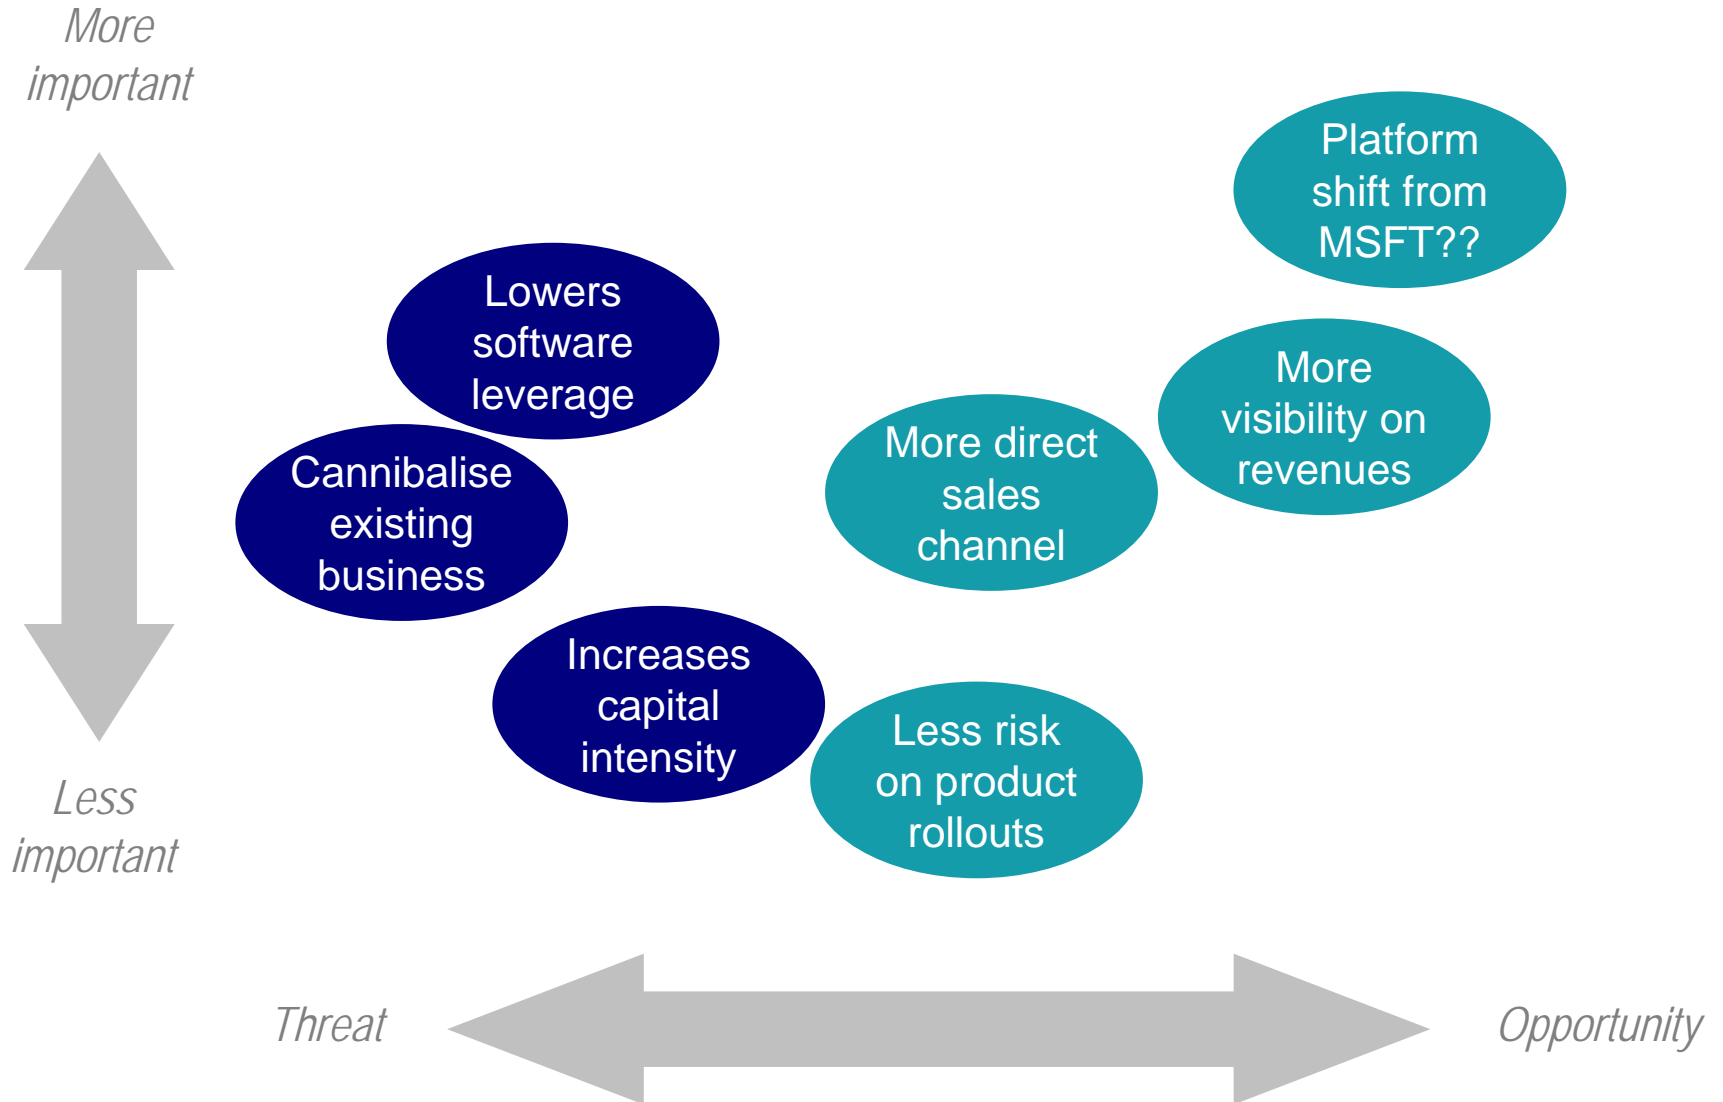 More
important
Platform
shift from
MSFT??
Lowers
software
leverage
More
visibility on
revenues
More direct
sales
channel
Cannibalise
existing
business
Increases
capital
intensity
Less risk
on product
rollouts
Less
important
Threat
Opportunity